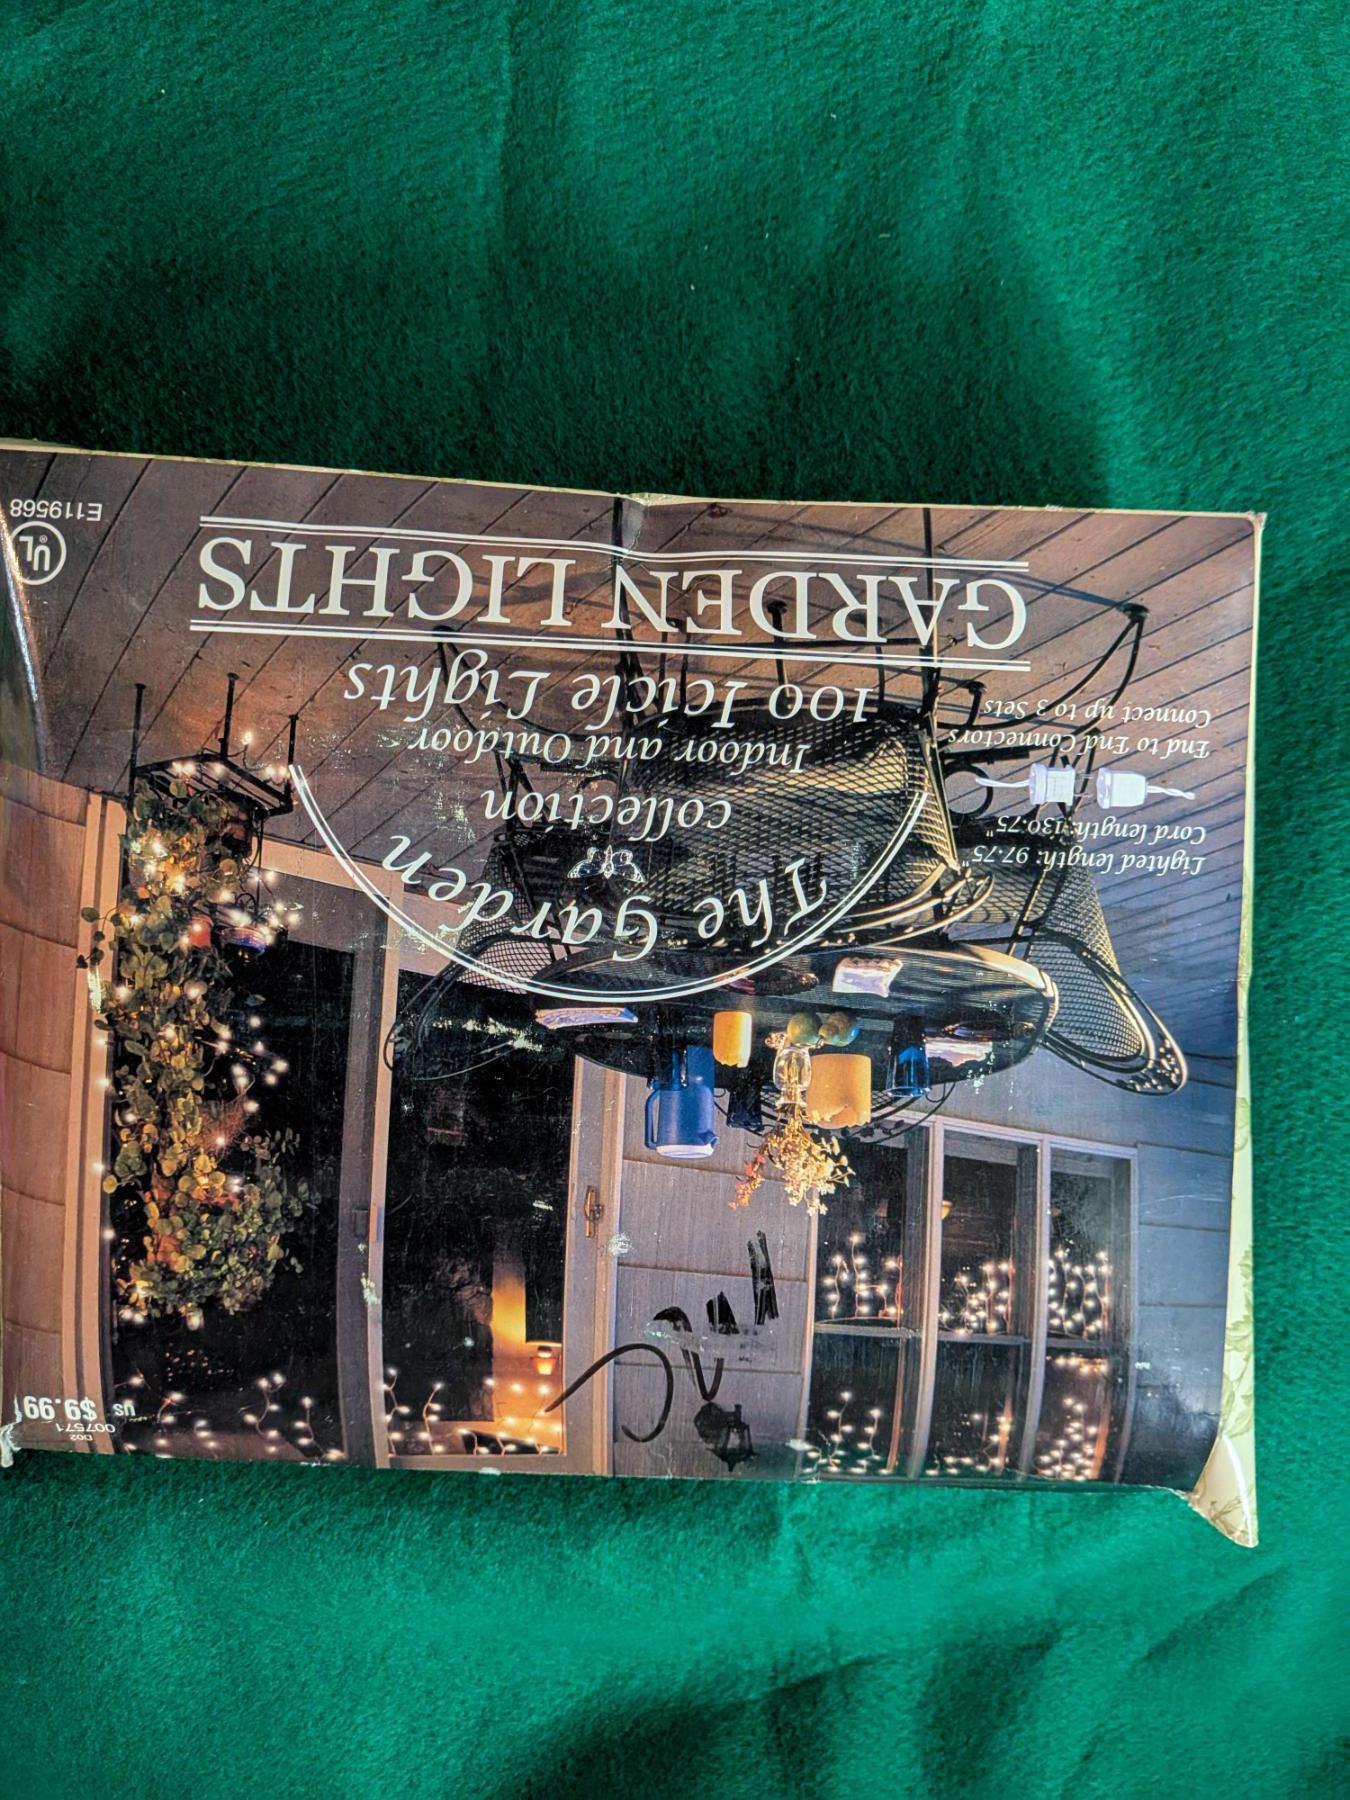 The Garden
collection
Indoor and Outdoor
100 Icicle Lights
GARDEN LIGHTS
Lighted length: 97.75"
Cord length: 130.75"
End to End Connectors
Connect up to 3 Sets
UL
®
E119568
D02
007571
US $9.99